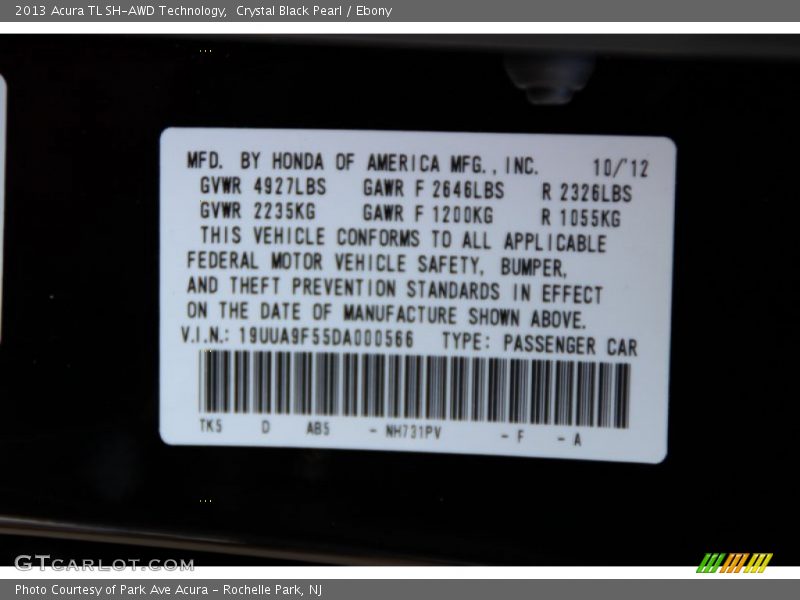 2013 Acura TL SH-AWD Technology,  Crystal Black Pearl / Ebony
MFD. BY HONDA OF AMERICA MFG., INC. 10/'12
GVWR 4927LBS GAWR F 2646LBS R 2326LBS
GVWR 2235KG GAWR F 1200KG R 1055KG
THIS VEHICLE CONFORMS TO ALL APPLICABLE
FEDERAL MOTOR VEHICLE SAFETY, BUMPER,
AND THEFT PREVENTION STANDARDS IN EFFECT
ON THE DATE OF MANUFACTURE SHOWN ABOVE.
V.I.N.: 19UUA9F55DA000566 TYPE: PASSENGER CAR
TK5 D AB5 - NH731PV - F - A
GTCARLOT.COM
Photo Courtesy of Park Ave Acura - Rochelle Park, NJ